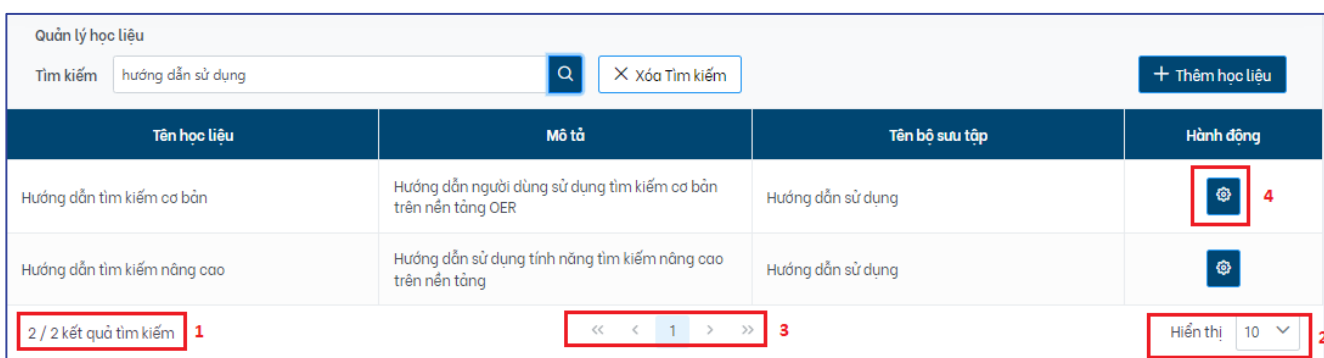 Quản lý học liệu
Tìm kiếm hướng dẫn sử dụng Xóa Tìm kiếm + Thêm học liệu
Tên học liệu Mô tả Tên bộ sưu tập Hành động
Hướng dẫn tìm kiếm cơ bản Hướng dẫn người dùng sử dụng tìm kiếm cơ bản trên nền tảng OER Hướng dẫn sử dụng 4
Hướng dẫn tìm kiếm nâng cao Hướng dẫn sử dụng tính năng tìm kiếm nâng cao trên nền tảng Hướng dẫn sử dụng
2 / 2 kết quả tìm kiếm 1 << < 1 > >> 3 Hiển thị 10 2